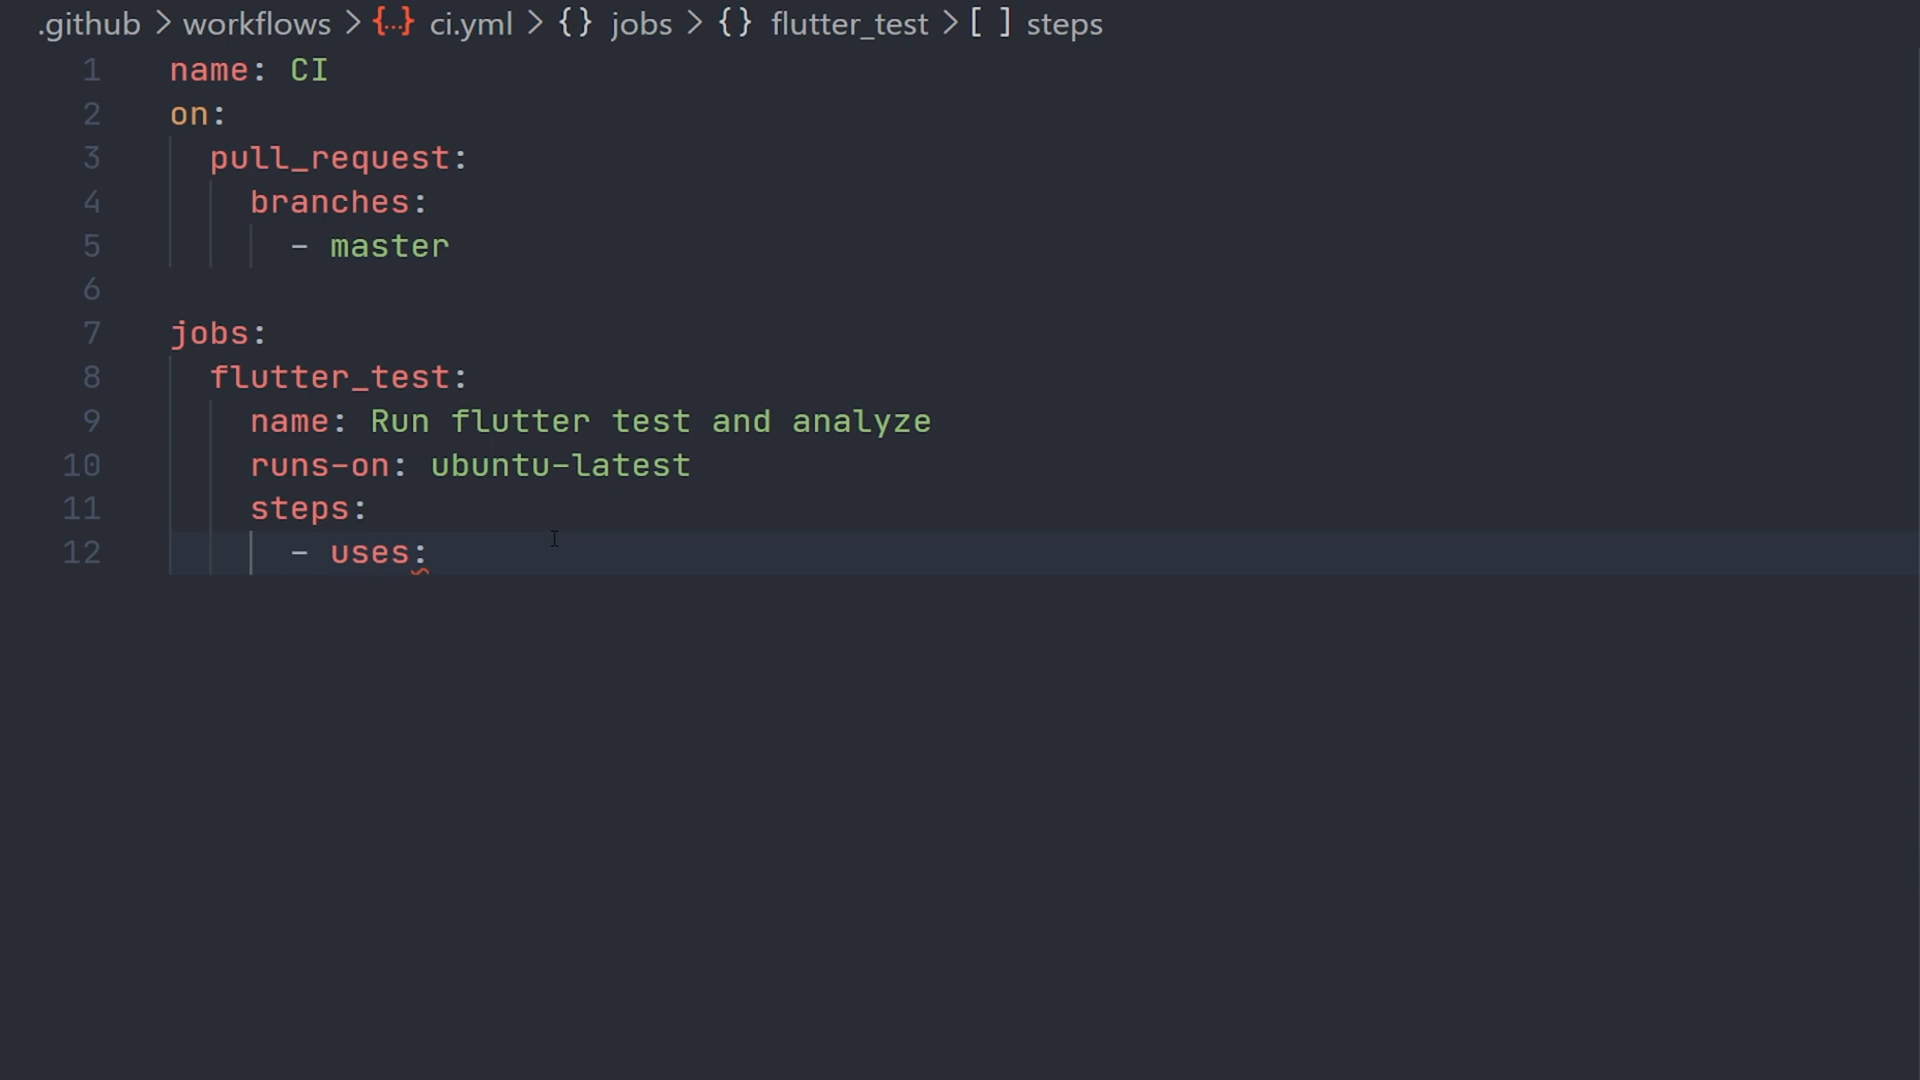 .github > workflows > {..} ci.yml > {} jobs > {} flutter_test > [ ] steps
1 name: CI
2 on:
3 pull_request:
4 branches:
5 - master
6
7 jobs:
8 flutter_test:
9 name: Run flutter test and analyze
10 runs-on: ubuntu-latest
11 steps:
12 - uses: